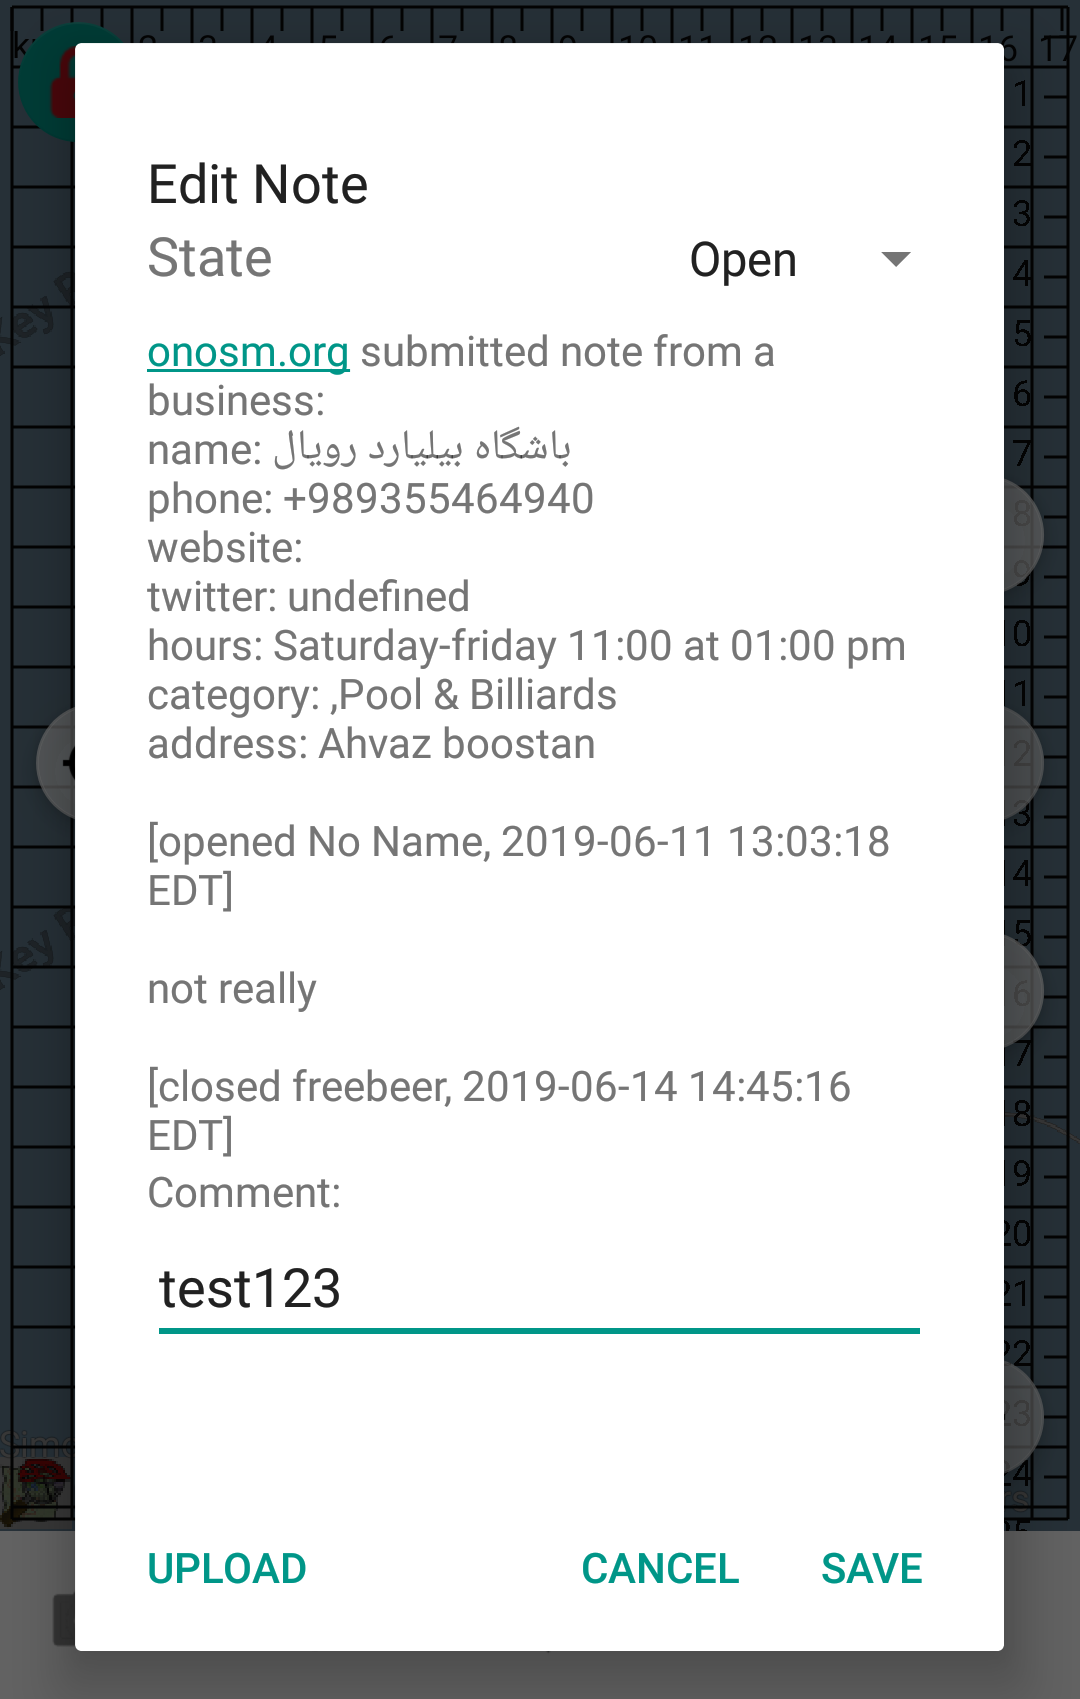 Edit Note
State Open
onosm.org submitted note from a
business:
name: باشگاه بیلیارد رویال
phone: +989355464940
website:
twitter: undefined
hours: Saturday-friday 11:00 at 01:00 pm
category: ,Pool & Billiards
address: Ahvaz boostan
[opened No Name, 2019-06-11 13:03:18
EDT]
not really
[closed freebeer, 2019-06-14 14:45:16
EDT]
Comment:
test123
UPLOAD CANCEL SAVE